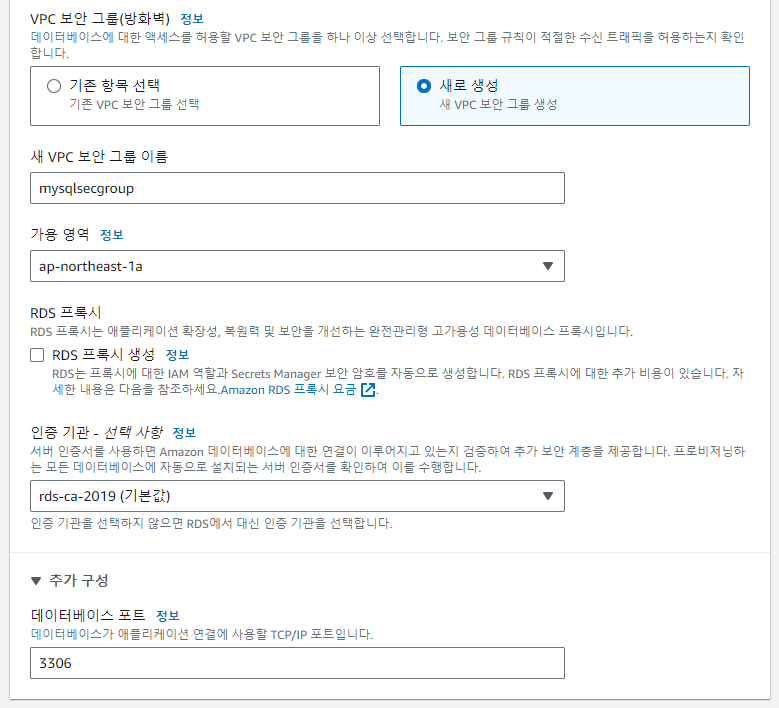 VPC 보안 그룹(방화벽) 정보
데이터베이스에 대한 액세스를 허용할 VPC 보안 그룹을 하나 이상 선택합니다. 보안 그룹 규칙이 적절한 수신 트래픽을 허용하는지 확인
합니다.
기존 항목 선택
기존 VPC 보안 그룹 선택
새로 생성
새 VPC 보안 그룹 생성
새 VPC 보안 그룹 이름
mysqlsecgroup
가용 영역 정보
ap-northeast-1a
RDS 프록시
RDS 프록시는 애플리케이션 확장성, 복원력 및 보안을 개선하는 완전관리형 고가용성 데이터베이스 프록시입니다.
RDS 프록시 생성 정보
RDS는 프록시에 대한 IAM 역할과 Secrets Manager 보안 암호를 자동으로 생성합니다. RDS 프록시에 대한 추가 비용이 있습니다. 자
세한 내용은 다음을 참조하세요.Amazon RDS 프록시 요금.
인증 기관 - 선택 사항 정보
서버 인증서를 사용하면 Amazon 데이터베이스에 대한 연결이 이루어지고 있는지 검증하여 추가 보안 계층을 제공합니다. 프로비저닝하
는 모든 데이터베이스에 자동으로 설치되는 서버 인증서를 확인하여 이를 수행합니다.
rds-ca-2019 (기본값)
인증 기관을 선택하지 않으면 RDS에서 대신 인증 기관을 선택합니다.
추가 구성
데이터베이스 포트 정보
데이터베이스가 애플리케이션 연결에 사용할 TCP/IP 포트입니다.
3306